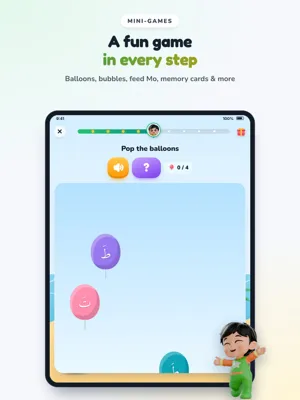 MINI-GAMES
A fun game
in every step
Balloons, bubbles, feed Mo, memory cards & more
9:41
100%
Pop the balloons
?
0 / 4
طَ
تَ